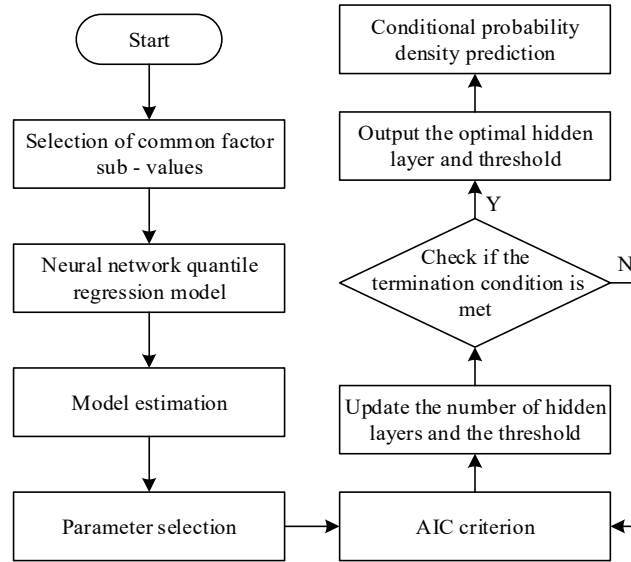 Start
Selection of common factor
sub - values
Neural network quantile
regression model
Model estimation
Parameter selection
AIC criterion
Update the number of hidden
layers and the threshold
Check if the
termination condition is
met
N
Y
Output the optimal hidden
layer and threshold
Conditional probability
density prediction